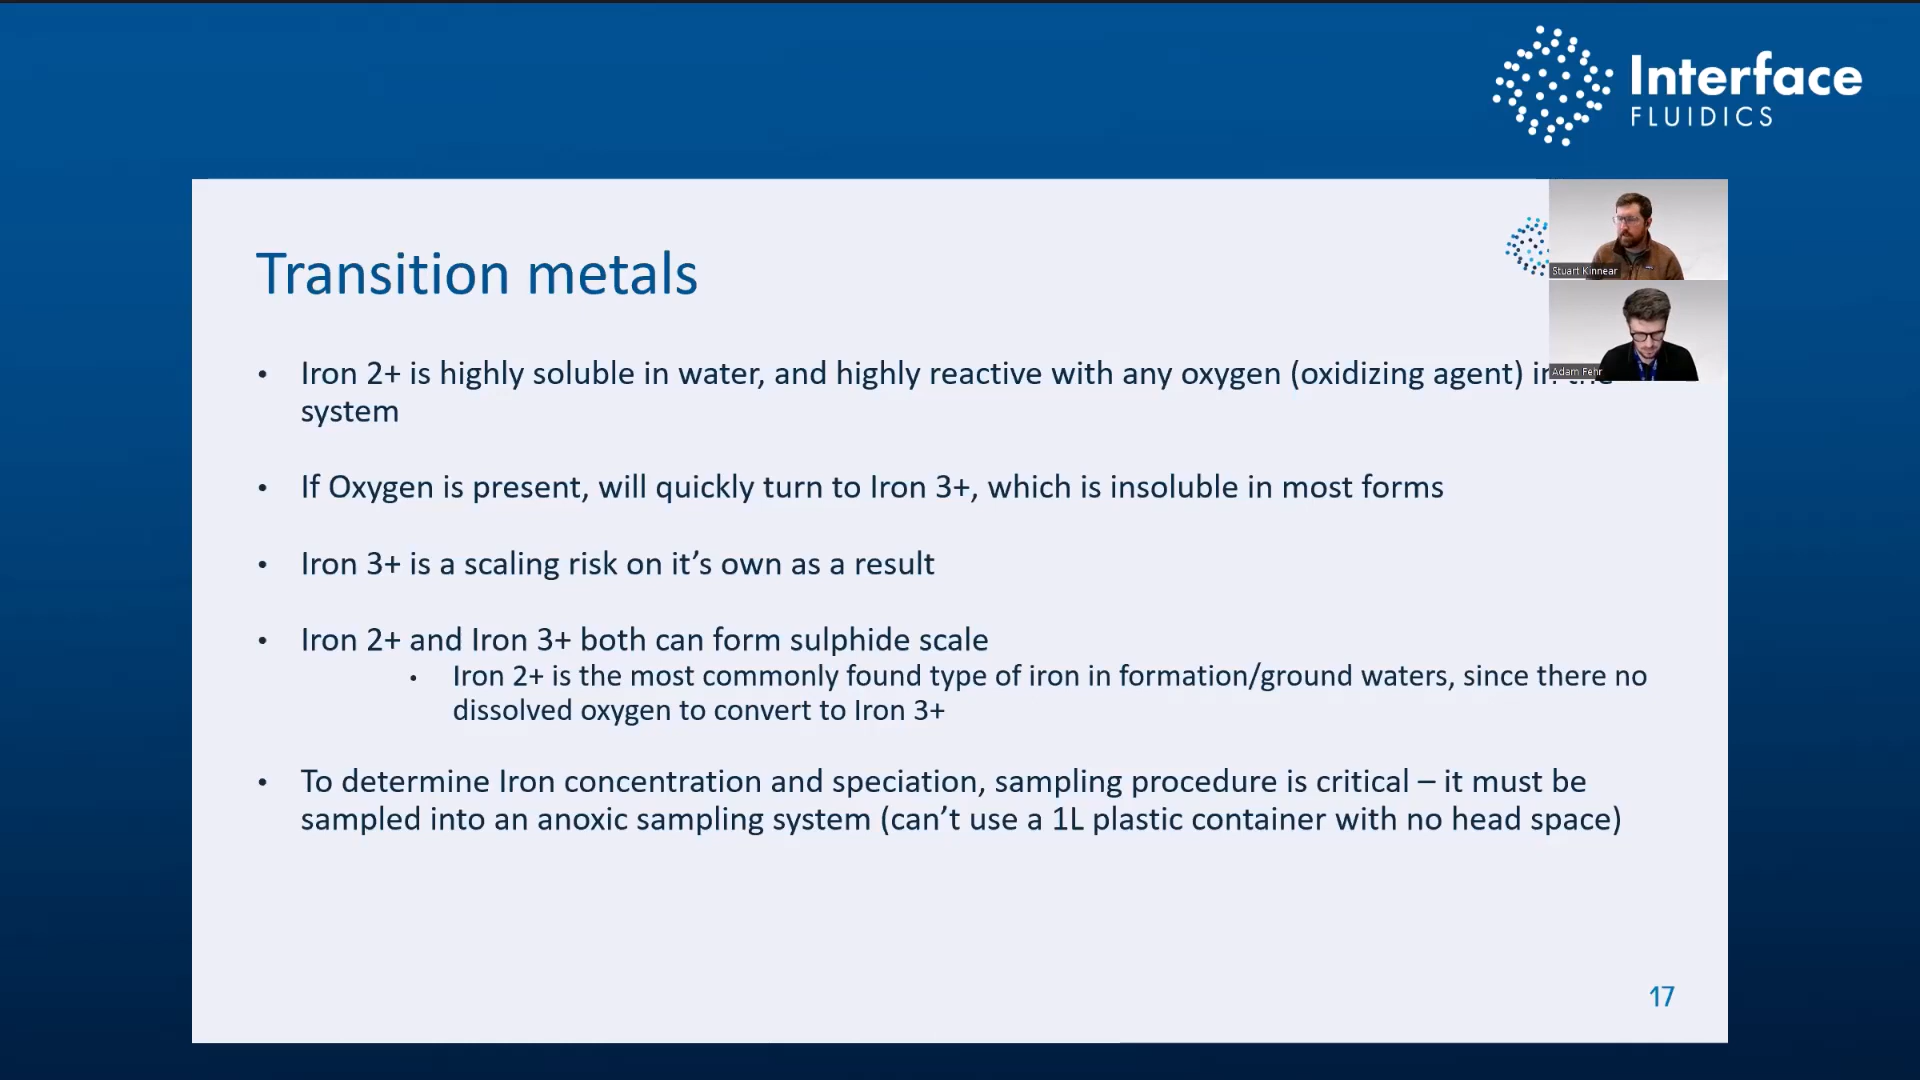 Interface
FLUIDICS
Transition metals
Stuart Kinnear
Adam Fehr
• Iron 2+ is highly soluble in water, and highly reactive with any oxygen (oxidizing agent) in the
system
• If Oxygen is present, will quickly turn to Iron 3+, which is insoluble in most forms
• Iron 3+ is a scaling risk on it’s own as a result
• Iron 2+ and Iron 3+ both can form sulphide scale
• Iron 2+ is the most commonly found type of iron in formation/ground waters, since there no
dissolved oxygen to convert to Iron 3+
• To determine Iron concentration and speciation, sampling procedure is critical – it must be
sampled into an anoxic sampling system (can’t use a 1L plastic container with no head space)
17